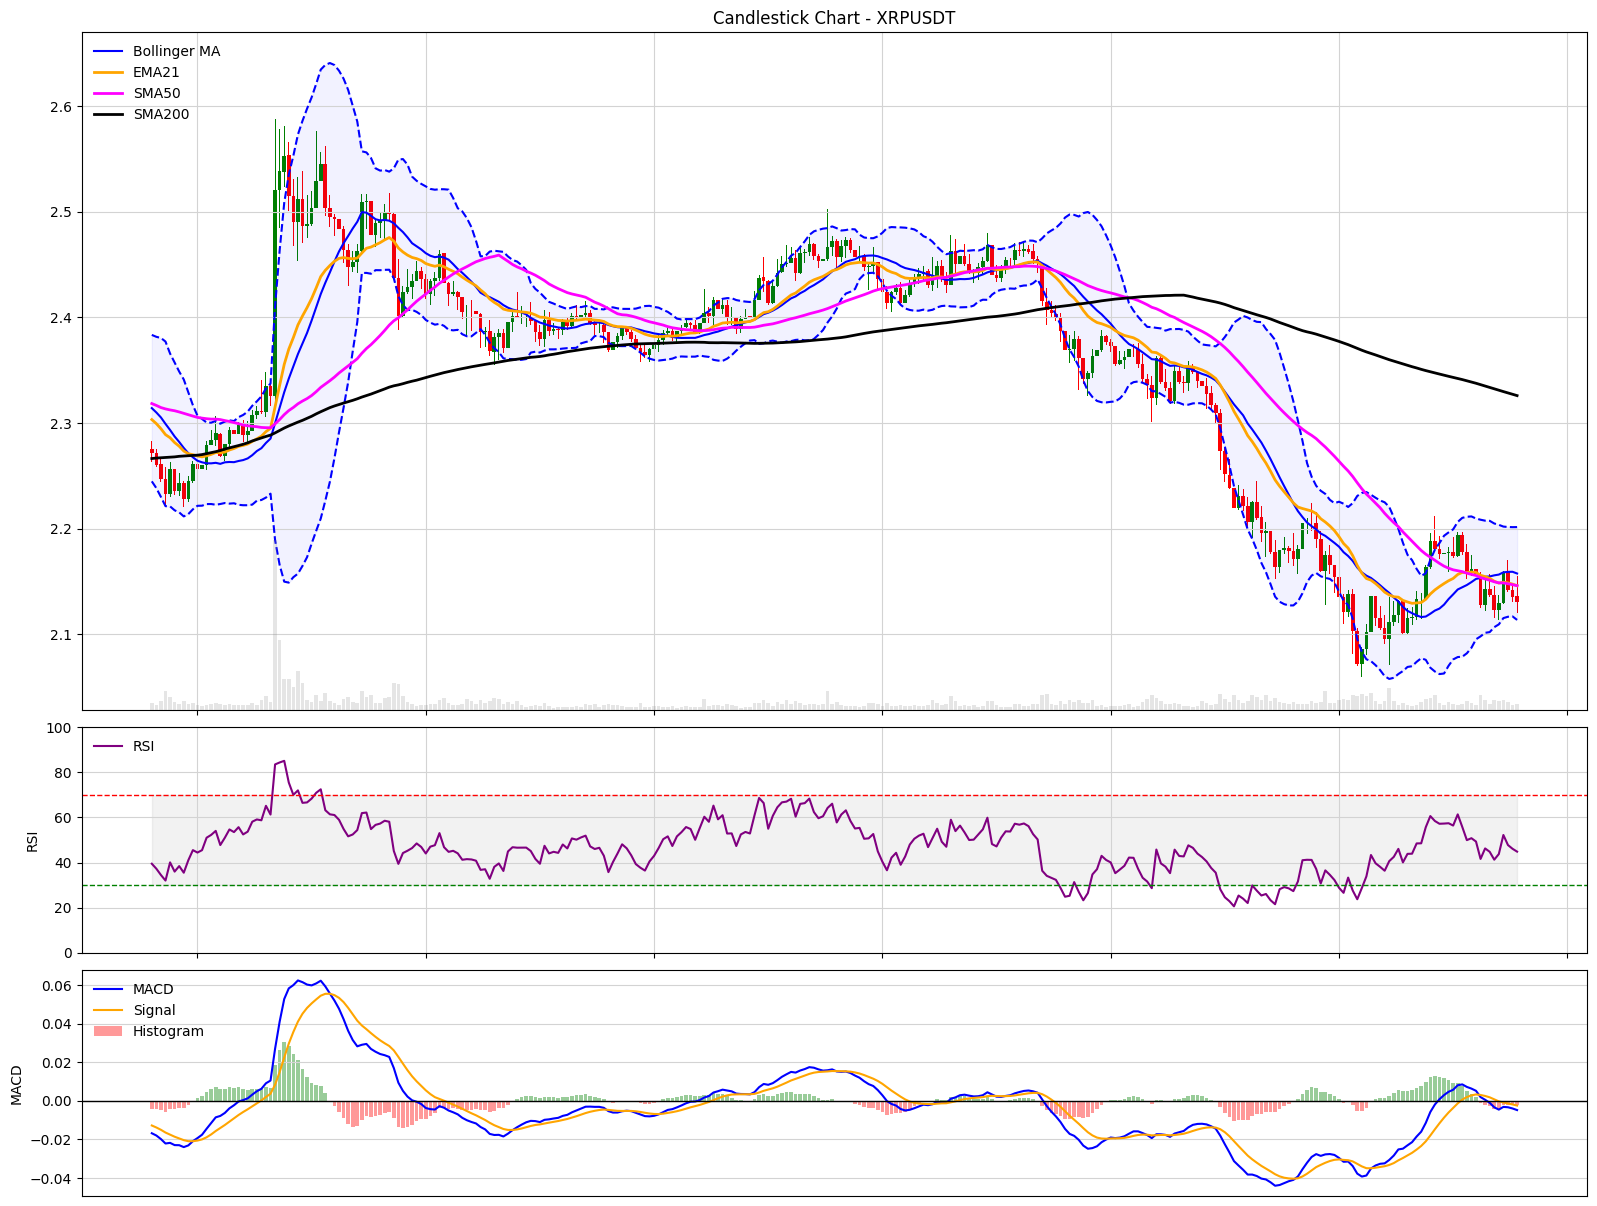 Candlestick Chart - XRPUSDT
Bollinger MA
EMA21
SMA50
SMA200
2.6
2.5
2.4
2.3
2.2
2.1
RSI
100
80
60
40
20
0
RSI
MACD
Signal
Histogram
0.06
0.04
0.02
0.00
−0.02
−0.04
MACD